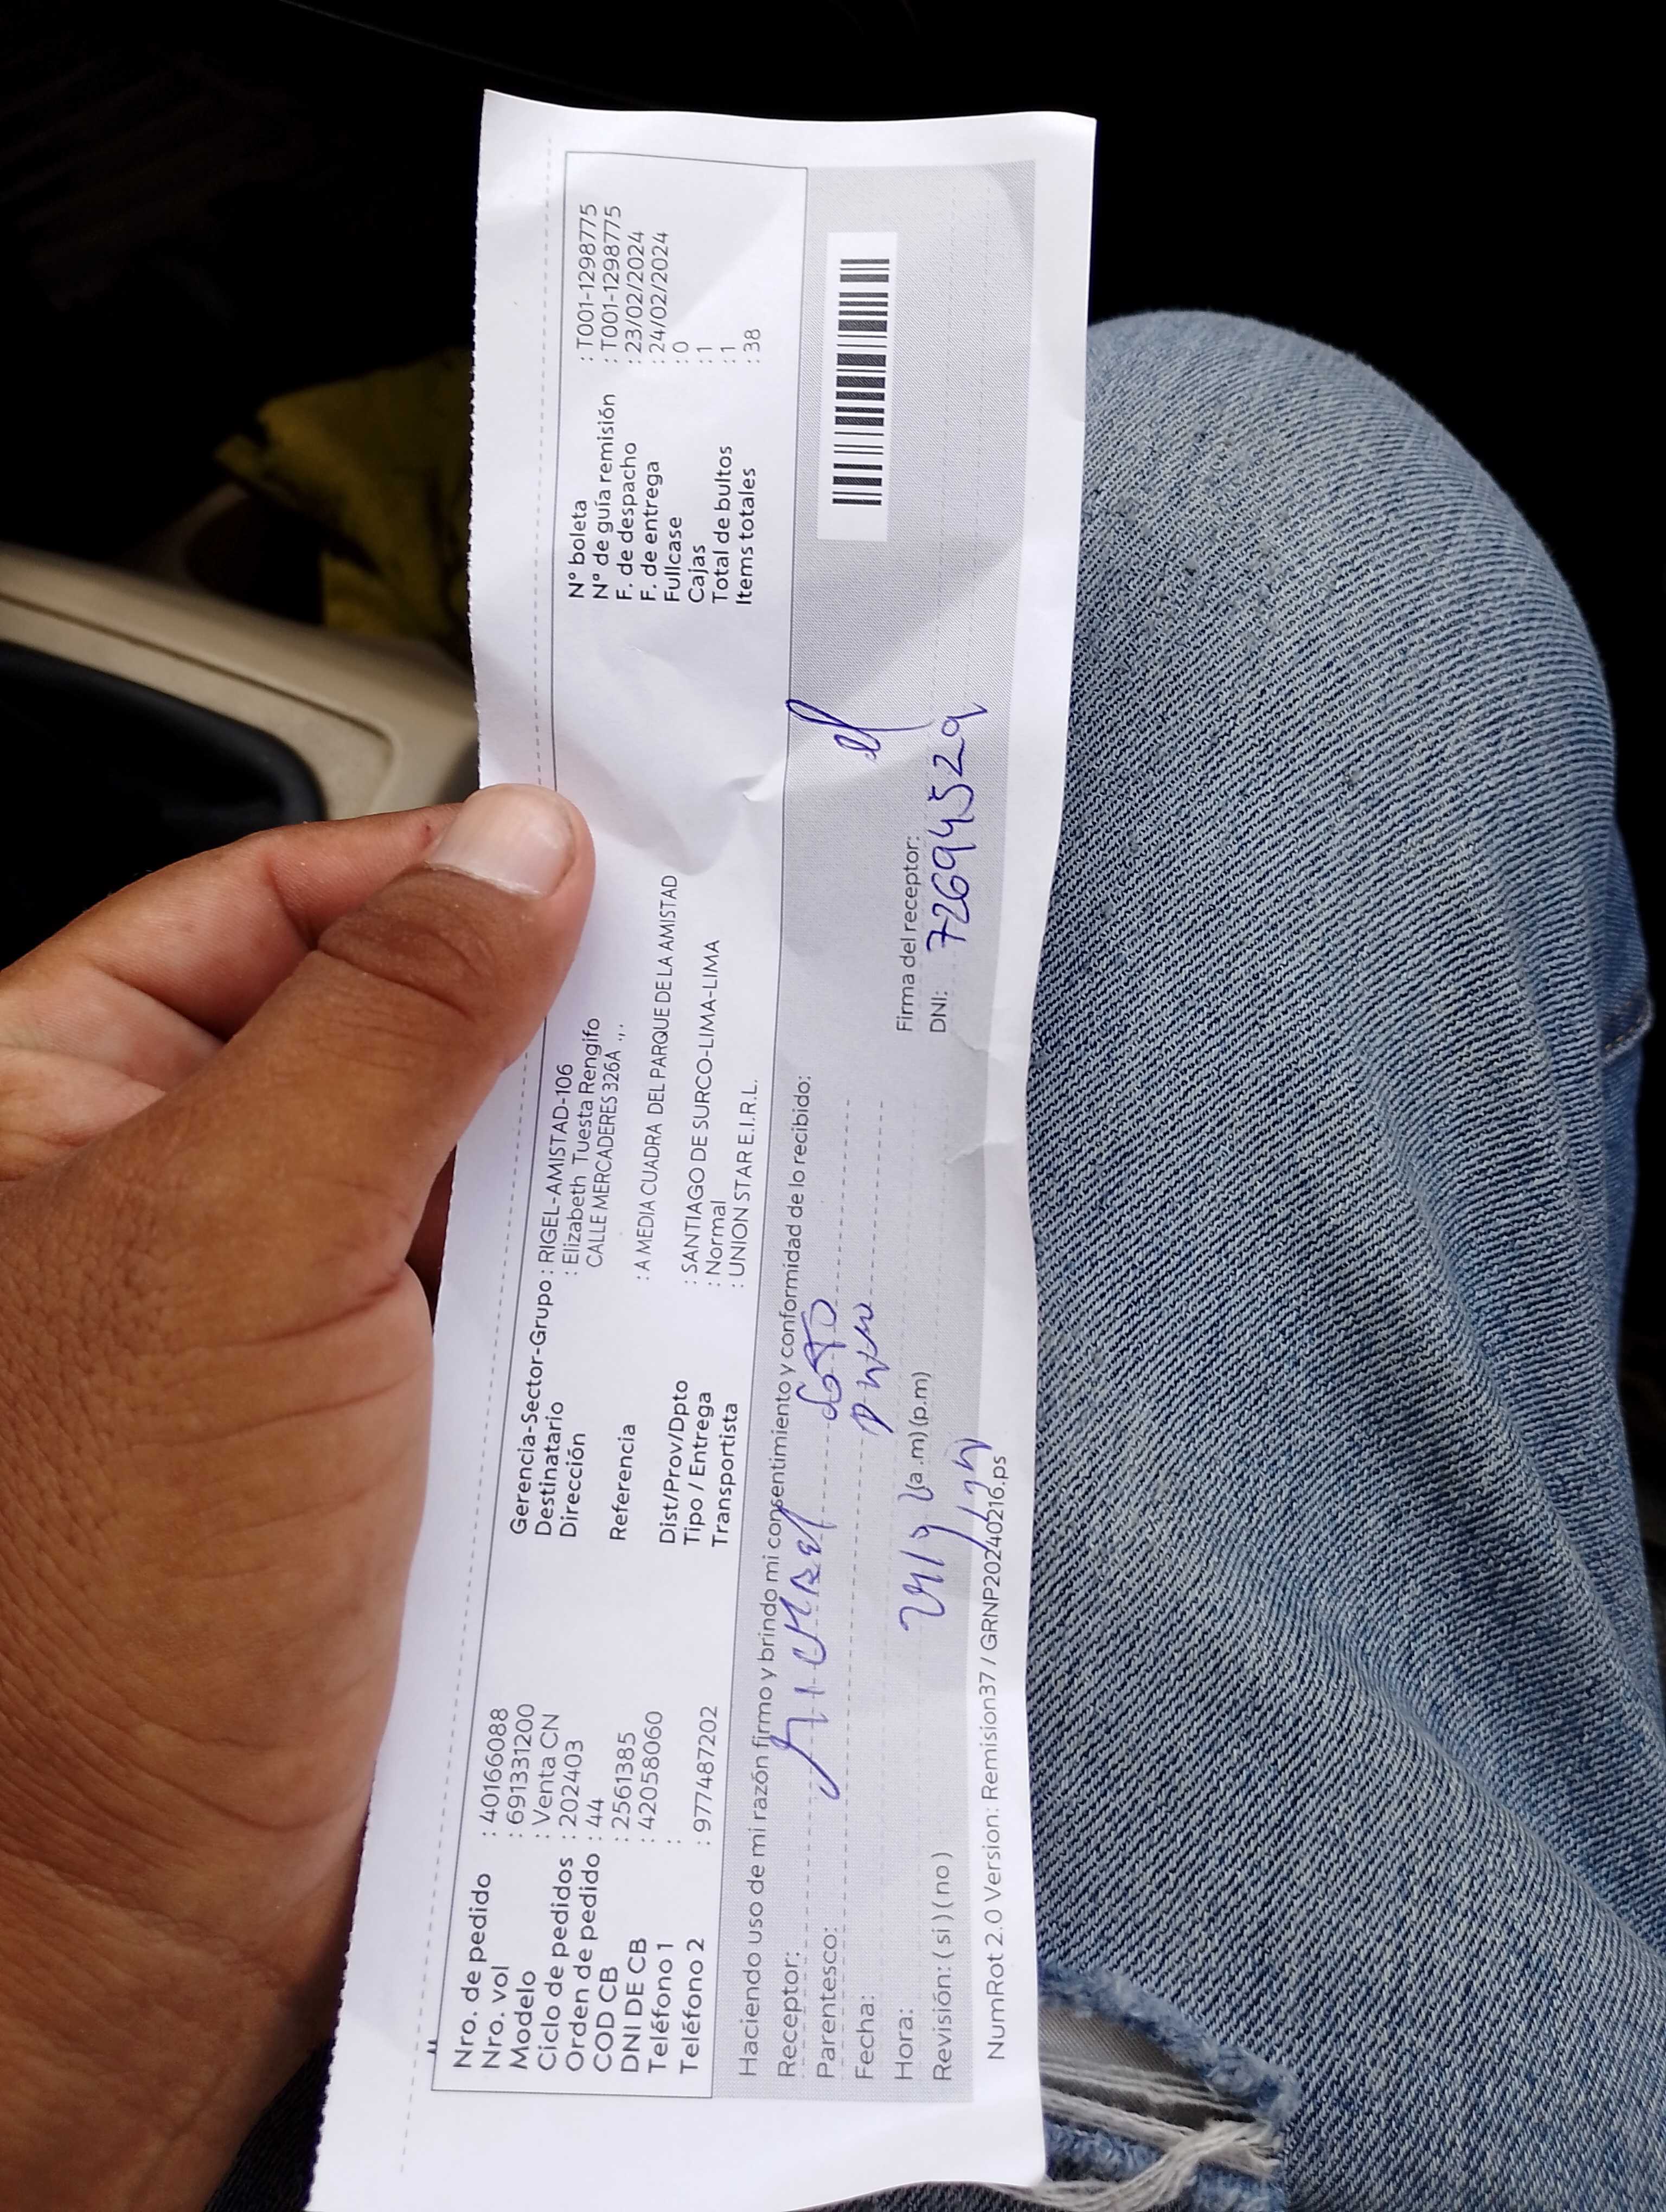 Nro. de pedido : 40166088
Nro. vol : 691331200
Modelo : Venta CN
Ciclo de pedidos : 202403
Orden de pedido : 44
COD CB : 2561385
DNI DE CB : 42058060
Teléfono 1 :
Teléfono 2 : 977487202
Gerencia-Sector-Grupo : RIGEL-AMISTAD-106
Destinatario : Elizabeth Tuesta Rengifo
Dirección CALLE MERCADERES 326A .,.
Referencia : A MEDIA CUADRA DEL PARQUE DE LA AMISTAD
Dist/Prov/Dpto : SANTIAGO DE SURCO-LIMA-LIMA
Tipo / Entrega : Normal
Transportista : UNION STAR E.I.R.L.
N° boleta : T001-1298775
N° de guía remisión : T001-1298775
F. de despacho : 23/02/2024
F. de entrega : 24/02/2024
Fullcase : 0
Cajas : 1
Total de bultos : 1
Items totales : 38
Haciendo uso de mi razón firmo y brindo mi consentimiento y conformidad de lo recibido:
Receptor: MICHAEL
Parentesco:
Fecha:
Hora: (a .m) (p.m)
Revisión: ( si ) ( no )
Firma del receptor:
DNI: 72694529
NumRot 2.0 Version: Remision37 / GRNP20240216.ps